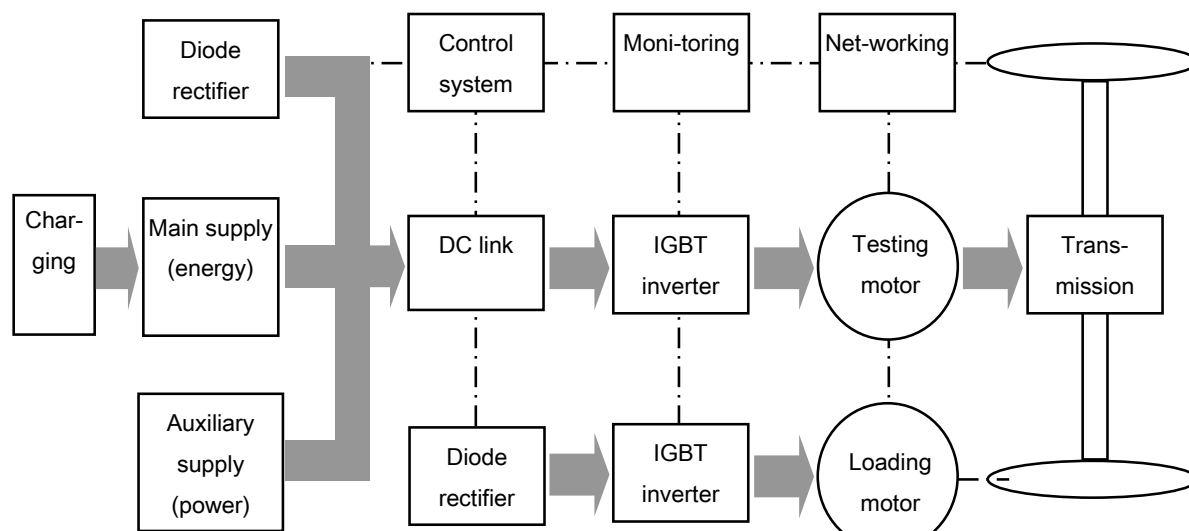 Diode
rectifier
Control
system
Moni-toring
Net-working
Char-
ging
Main supply
(energy)
DC link
IGBT
inverter
Testing
motor
Trans-
mission
Auxiliary
supply
(power)
Diode
rectifier
IGBT
inverter
Loading
motor